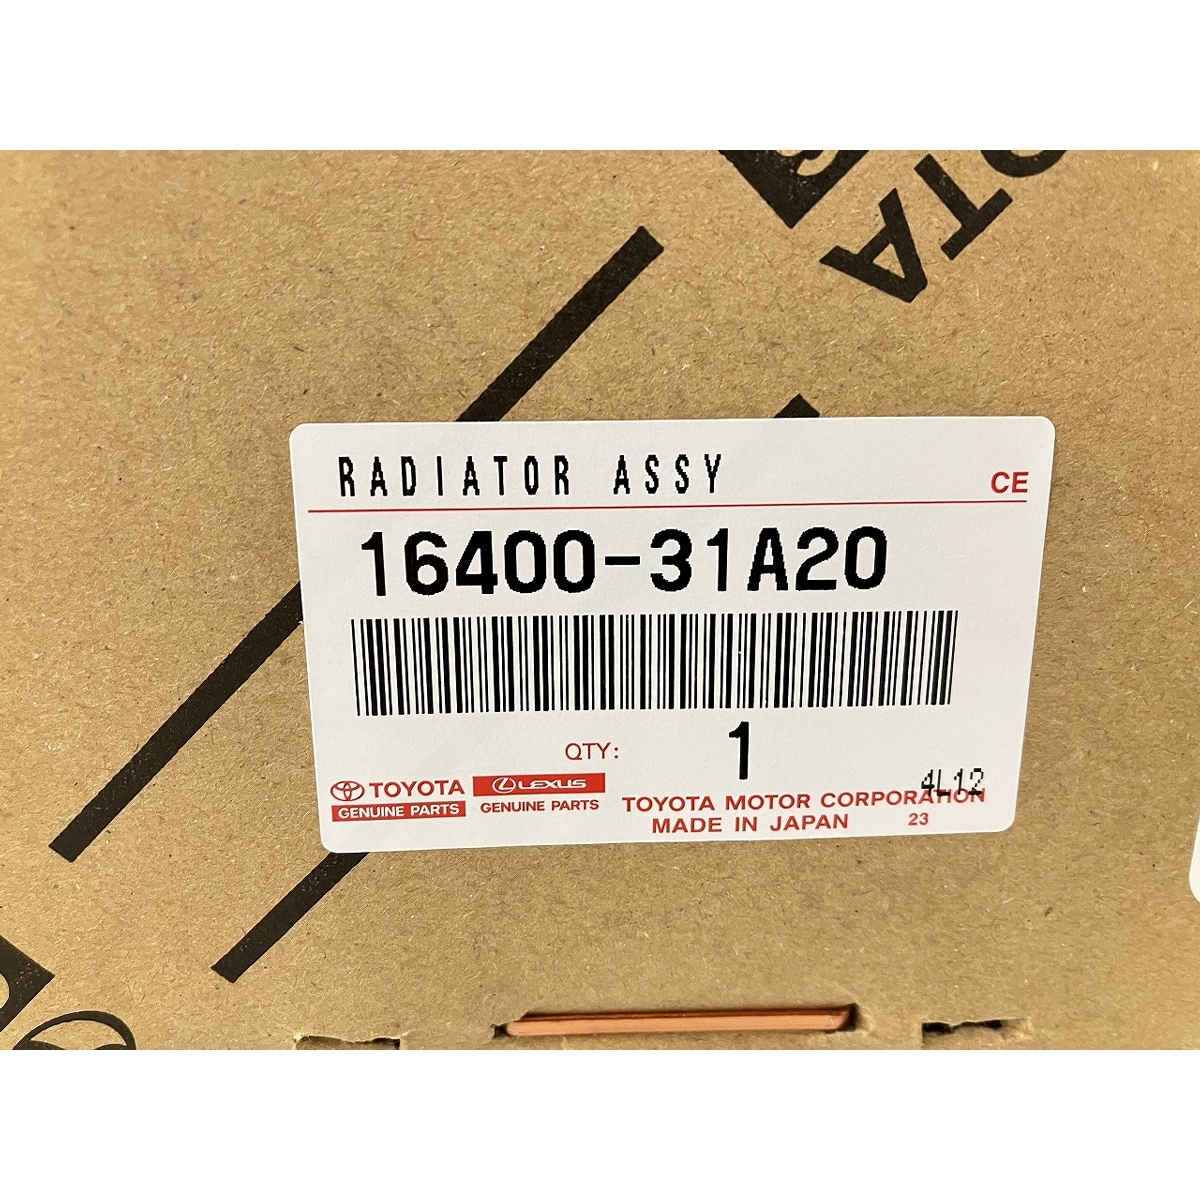 OTA
RADIATOR ASSY
CE
16400-31A20
QTY: 1
4L12
TOYOTA LEXUS
GENUINE PARTS GENUINE PARTS
TOYOTA MOTOR CORPORATION
MADE IN JAPAN 23